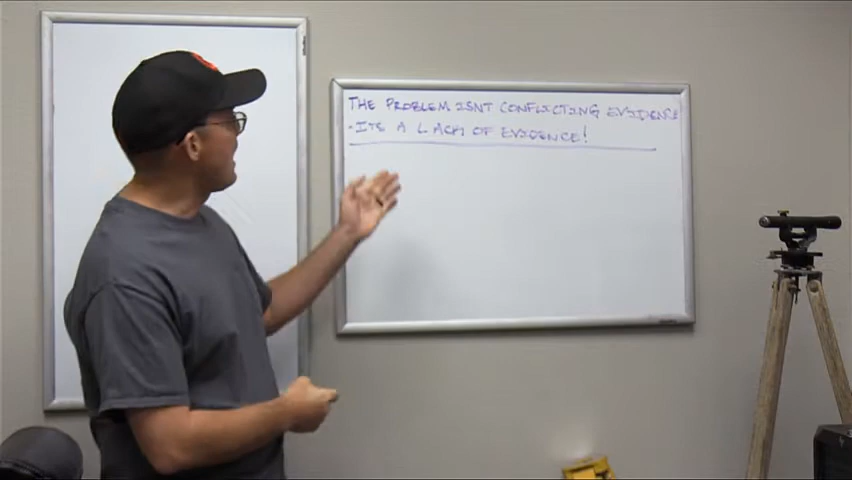 THE PROBLEM ISNT CONFLICTING EVIDENCE
-ITS A LACK OF EVIDENCE!